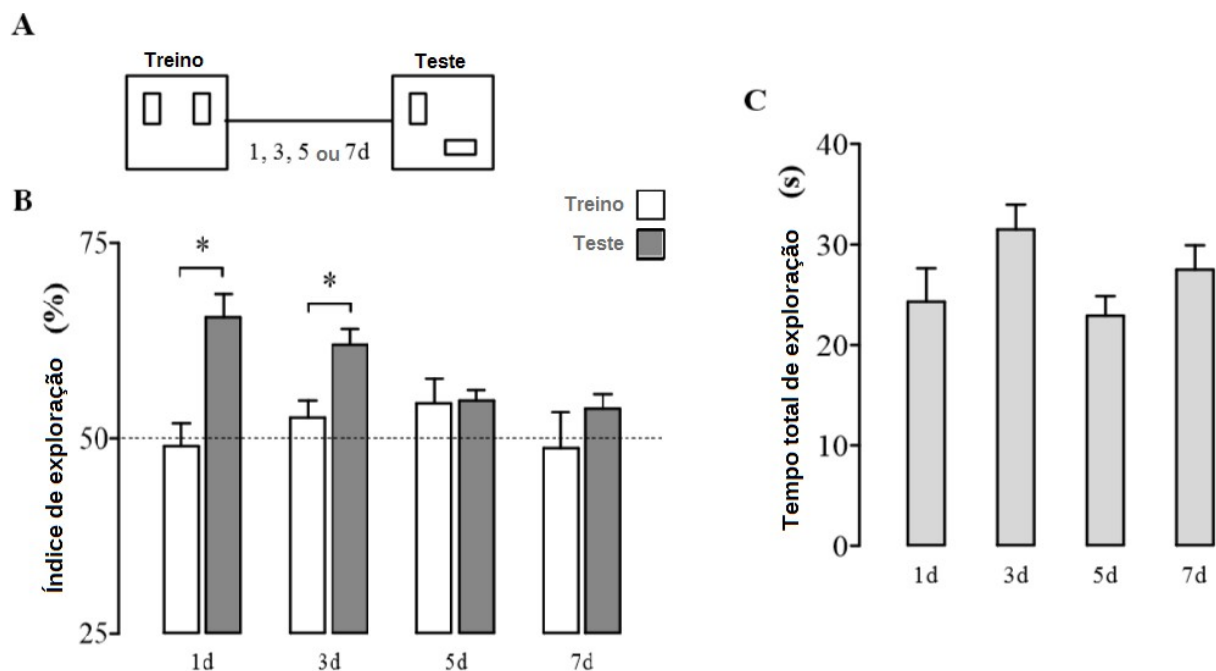 A
Treino
Teste
1, 3, 5 ou 7d
B
Treino
Teste
Índice de exploração (%)
75
50
25
*
*
1d 3d 5d 7d
C
Tempo total de exploração (s)
40
30
20
10
0
1d 3d 5d 7d